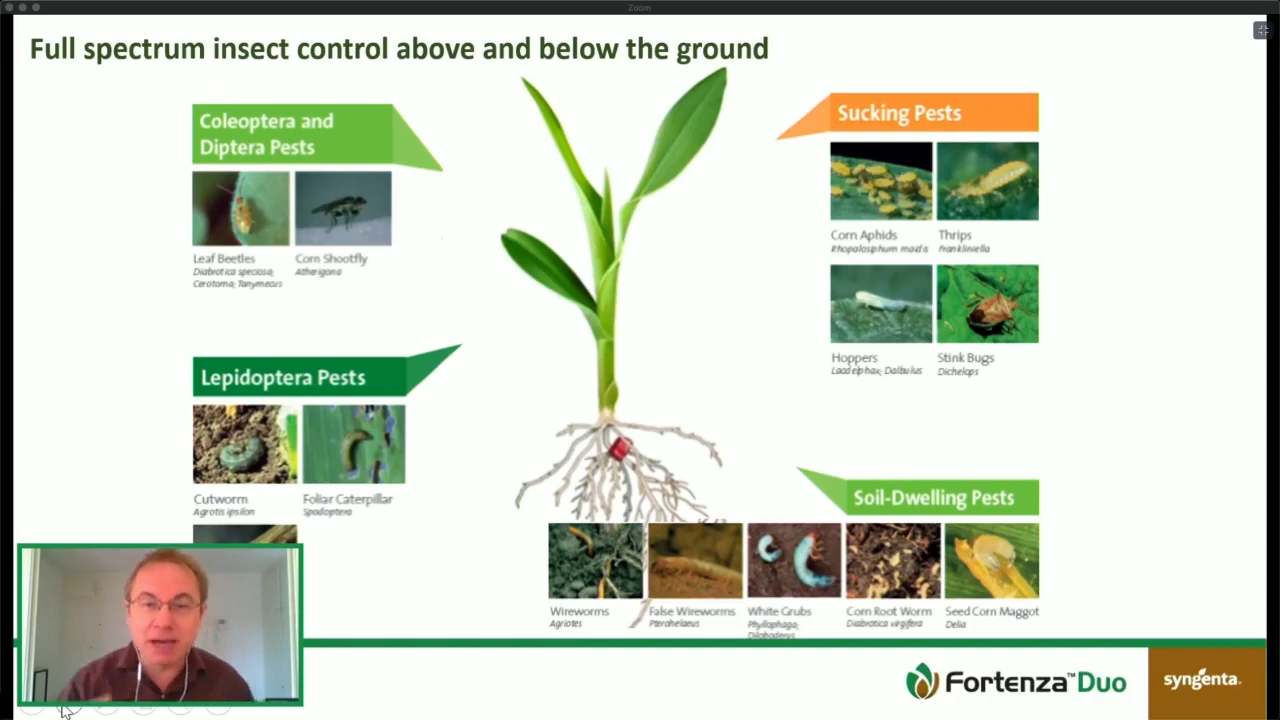 Zoom
Full spectrum insect control above and below the ground
Coleoptera and
Diptera Pests
Leaf Beetles
Diabrotica speciosa;
Cerotoma; Tanymecus
Corn Shootfly
Atherigona
Sucking Pests
Corn Aphids
Rhopalosiphum maidis
Thrips
Frankliniella
Hoppers
Laodelphax; Dalbulus
Stink Bugs
Dichelops
Lepidoptera Pests
Cutworm
Agrotis ipsilon
Foliar Caterpillar
Spodoptera
Soil-Dwelling Pests
Wireworms
Agriotes
False Wireworms
Pterohelaeus
White Grubs
Phyllophaga;
Diloboderus
Corn Root Worm
Diabrotica virgifera
Seed Corn Maggot
Delia
Fortenza™ Duo
syngenta.